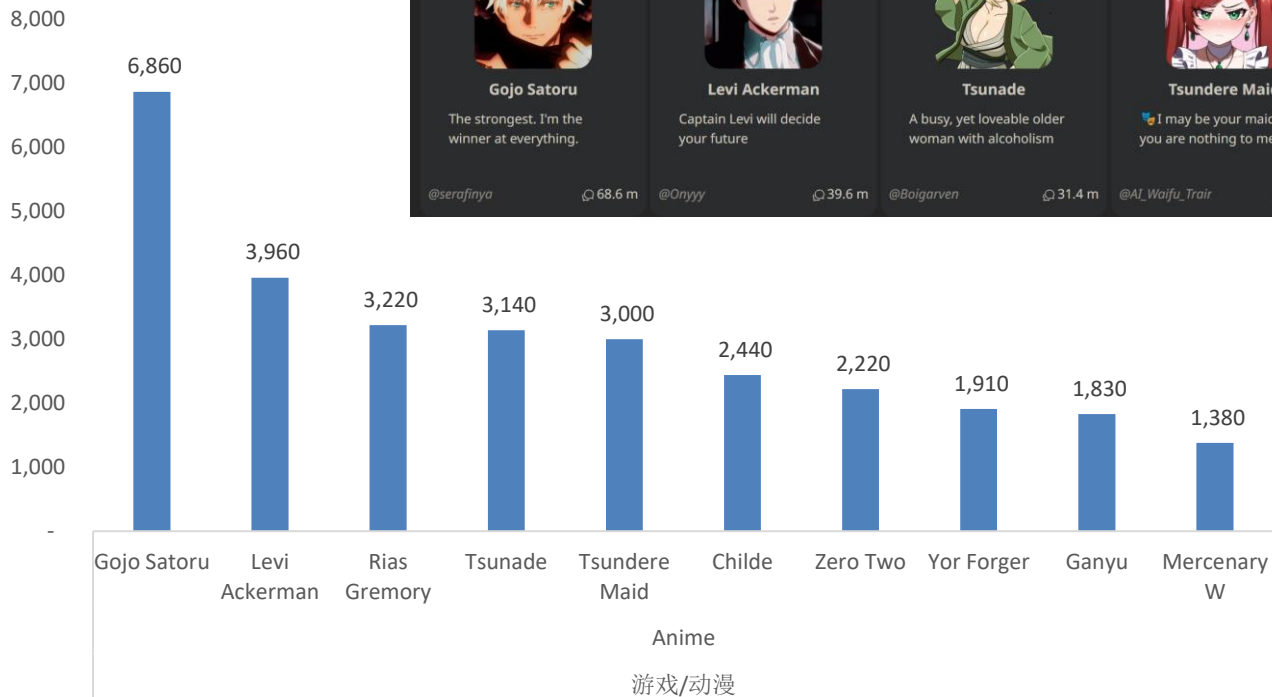 8,000
7,000
6,000
5,000
4,000
3,000
2,000
1,000
-
6,860
3,960
3,220
3,140
3,000
2,440
2,220
1,910
1,830
1,380
Gojo Satoru
The strongest. I'm the
winner at everything.
@serafinya
68.6 m
Levi Ackerman
Captain Levi will decide
your future
@Onyyy
39.6 m
Tsunade
A busy, yet loveable older
woman with alcoholism
@Boigarven
31.4 m
Tsundere Maid
I may be your maid
you are nothing to me
@AI_Waifu_Trair
Gojo Satoru
Levi
Ackerman
Rias
Gremory
Tsunade
Tsundere
Maid
Childe
Zero Two
Yor Forger
Ganyu
Mercenary
W
Anime
游戏/动漫